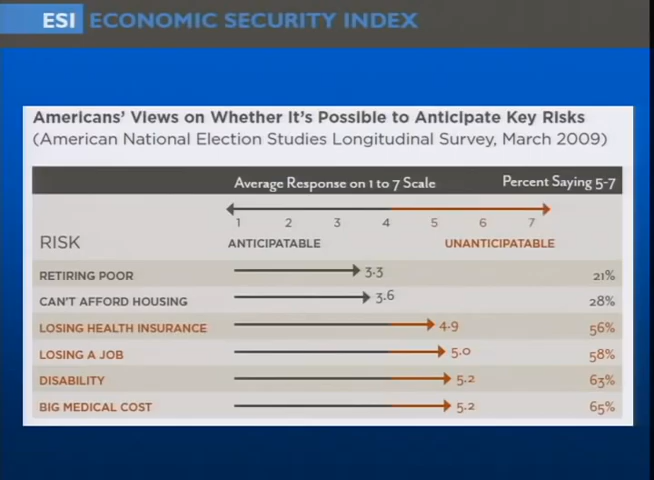 ESI ECONOMIC SECURITY INDEX
Americans' Views on Whether It's Possible to Anticipate Key Risks
(American National Election Studies Longitudinal Survey, March 2009)
Average Response on 1 to 7 Scale Percent Saying 5-7
1 2 3 4 5 6 7
RISK ANTICIPATABLE UNANTICIPATABLE
RETIRING POOR 3.3 21%
CAN'T AFFORD HOUSING 3.6 28%
LOSING HEALTH INSURANCE 4.9 56%
LOSING A JOB 5.0 58%
DISABILITY 5.2 63%
BIG MEDICAL COST 5.2 65%